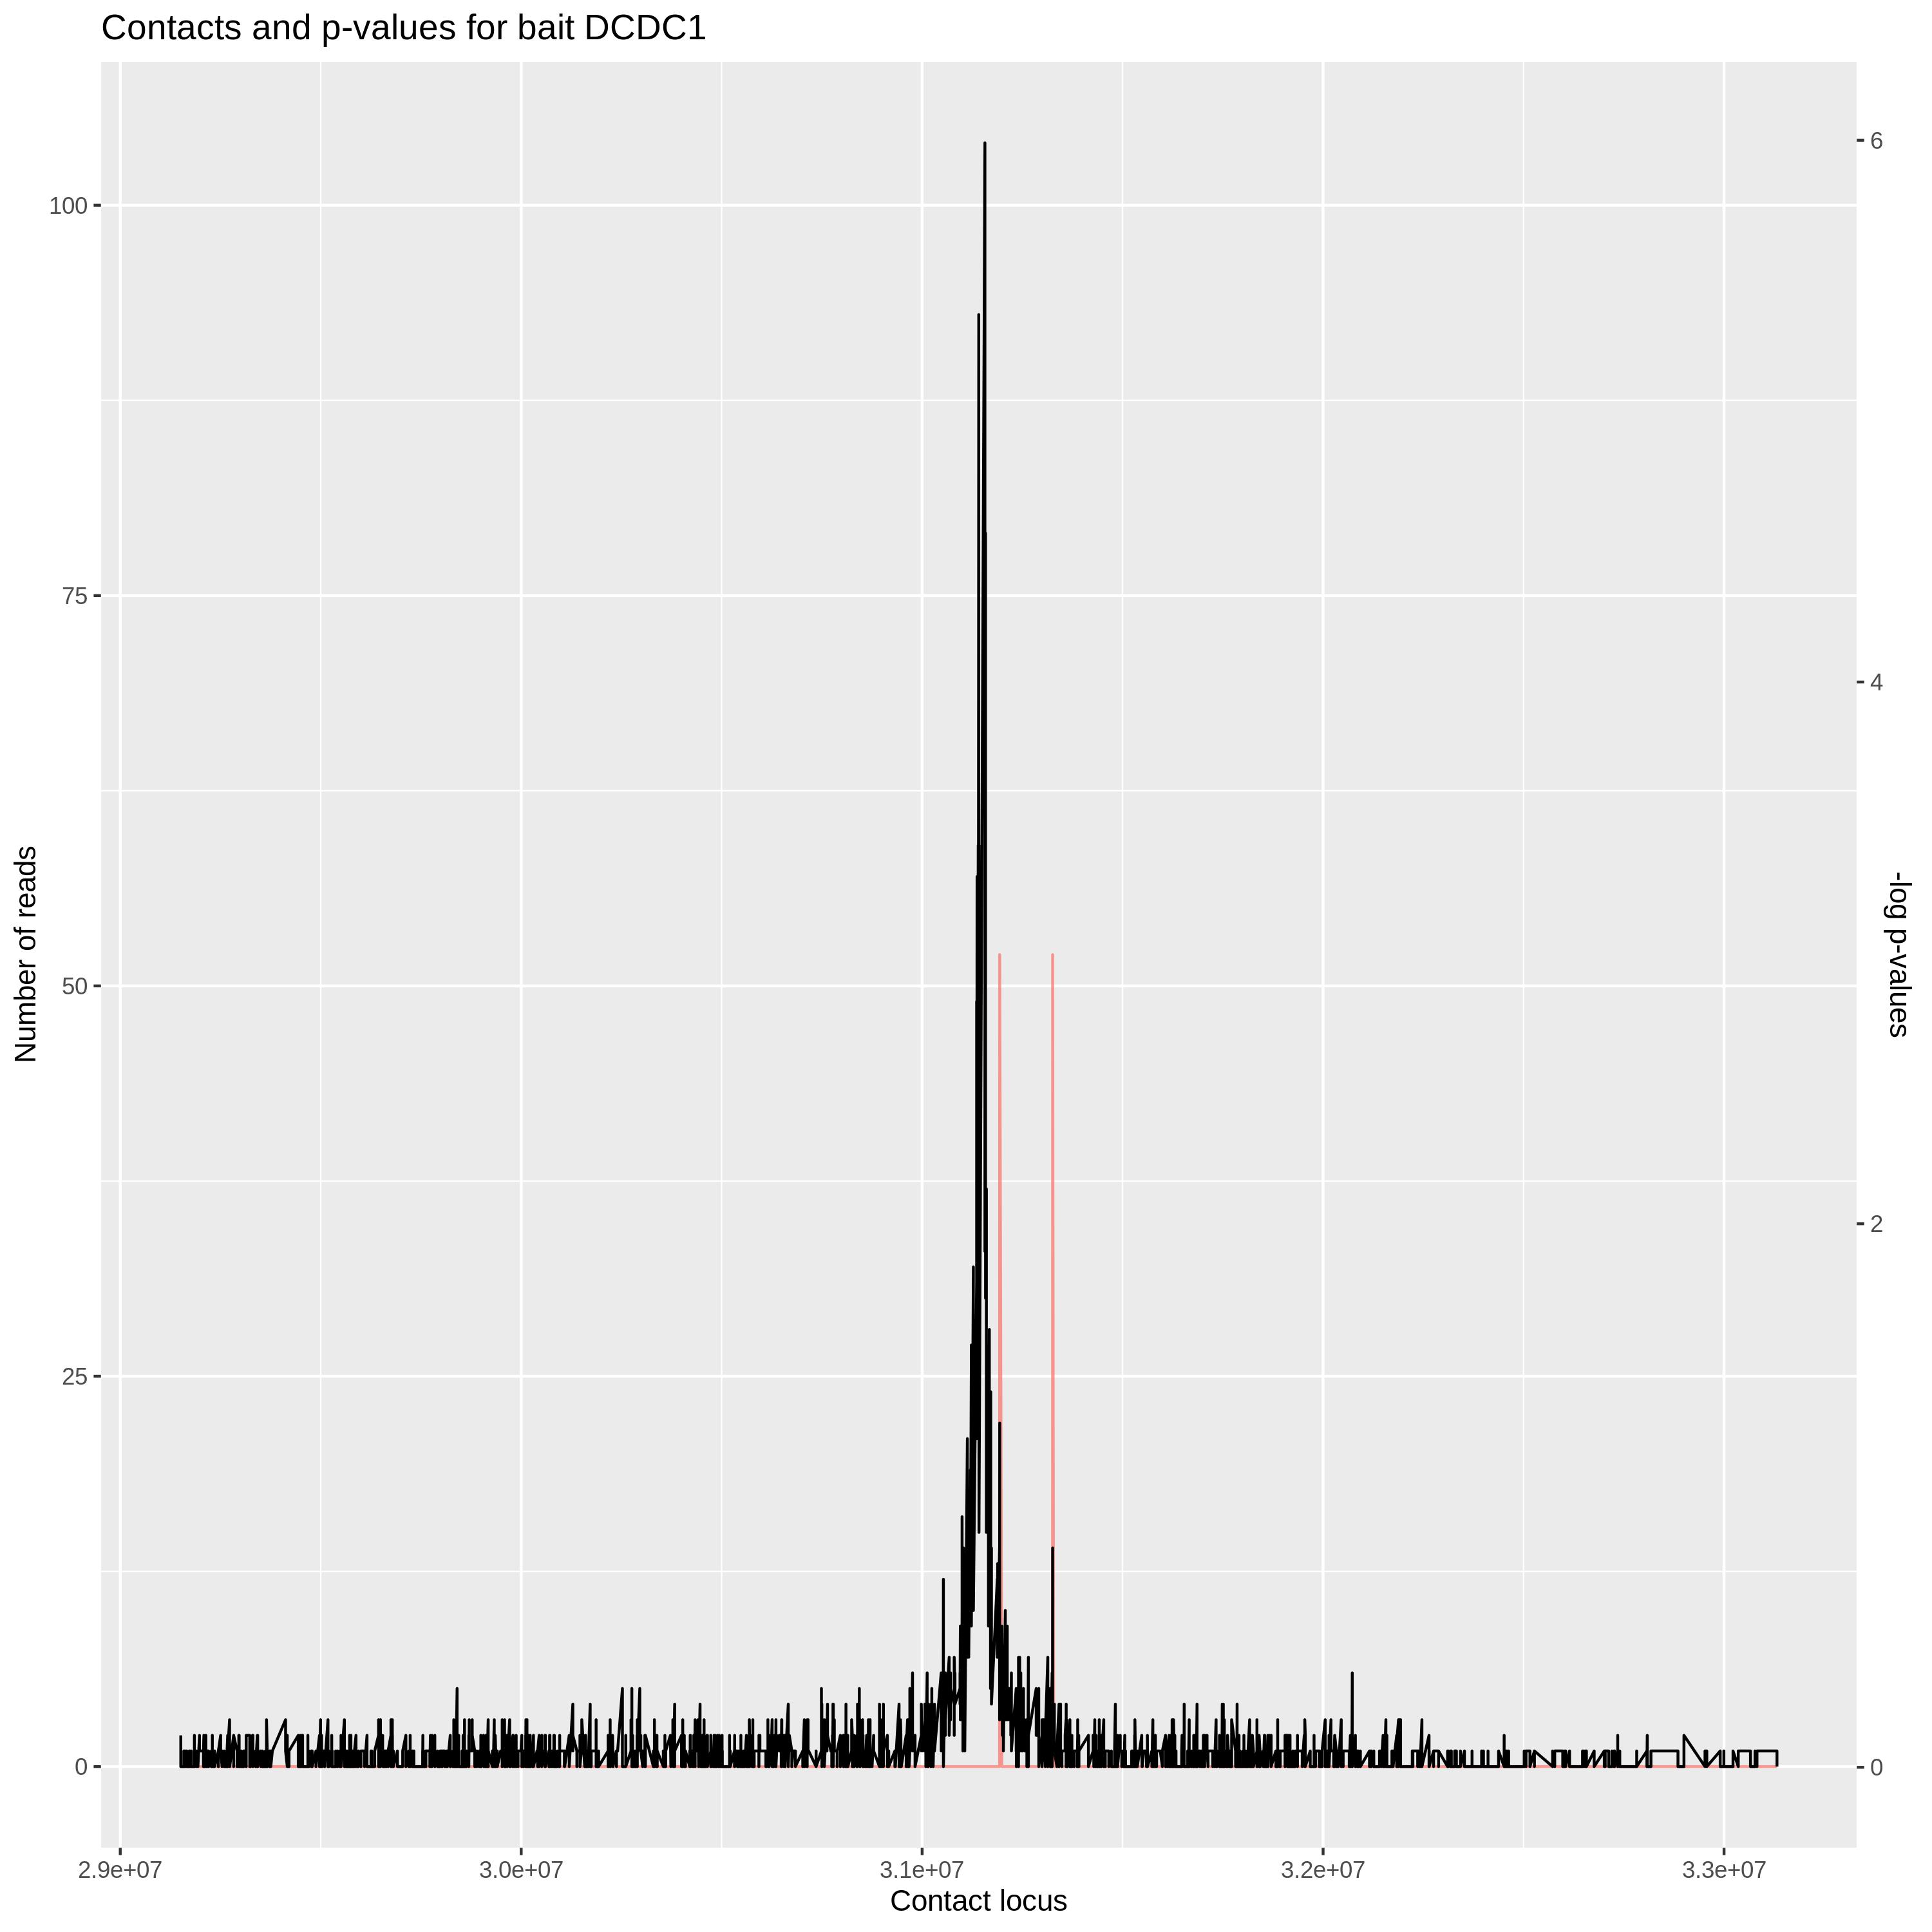 Contacts and p-values for bait DCDC1
100
75
50
25
0
Number of reads
6
4
2
0
-log p-values
2.9e+07 3.0e+07 3.1e+07 3.2e+07 3.3e+07
Contact locus